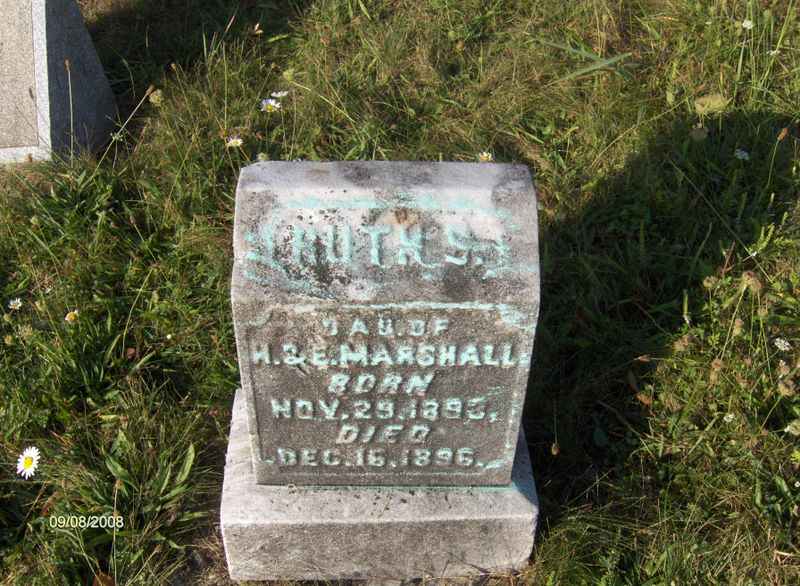 RUTH S.
DAU. OF
H. & E. MARSHALL
BORN
NOV. 29. 1895.
DIED
DEC. 16. 1896.
09/08/2008